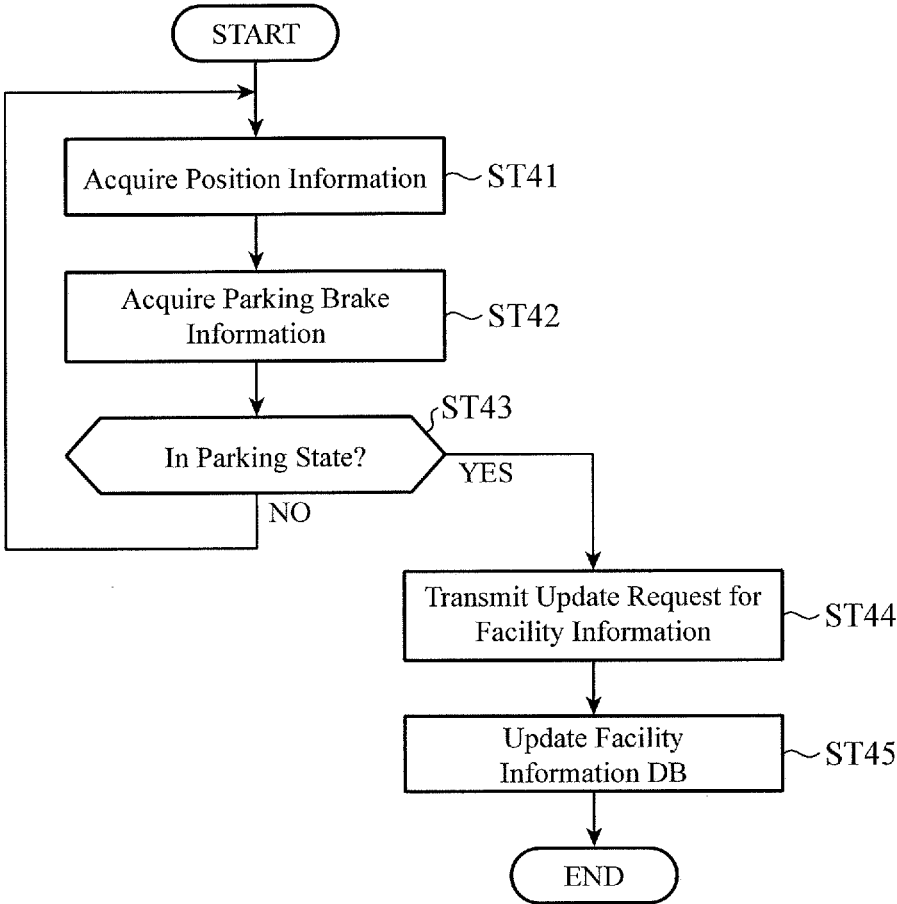 START
Acquire Position Information
ST41
Acquire Parking Brake
Information
ST42
ST43
In Parking State?
YES
NO
Transmit Update Request for
Facility Information
ST44
Update Facility
Information DB
ST45
END